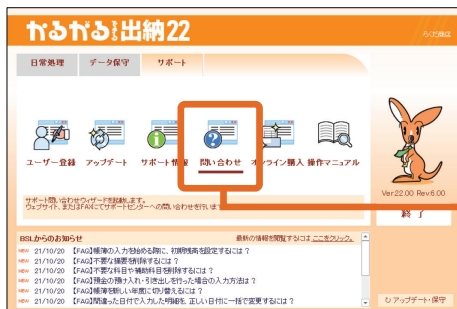 かるがるできる出納22
らくだ商店
日常処理 データ保守 サポート
ユーザー登録 アップデート サポート情報 問い合わせ オンライン購入 操作マニュアル
サポート問い合わせウィザードを起動します。
ウェブサイト、またはFAXにてサポートセンターへの問い合わせを行います
Ver.22.00 Rev.6.00
終 了
BSLからのお知らせ 最新の情報を閲覧するには ここをクリック。
NEW 21/10/20 【FAQ】帳簿の入力を始める際に、初期残高を設定するには?
NEW 21/10/20 【FAQ】不要な摘要を削除するには?
NEW 21/10/20 【FAQ】不要な科目や補助科目を削除するには?
NEW 21/10/20 【FAQ】預金の預け入れ・引き出しを行った場合の入力方法は?
NEW 21/10/20 【FAQ】帳簿を新しい年度に切り替えるには?
NEW 21/10/20 【FAQ】間違った日付で入力した明細を、正しい日付に一括で変更するには?
アップデート・保守